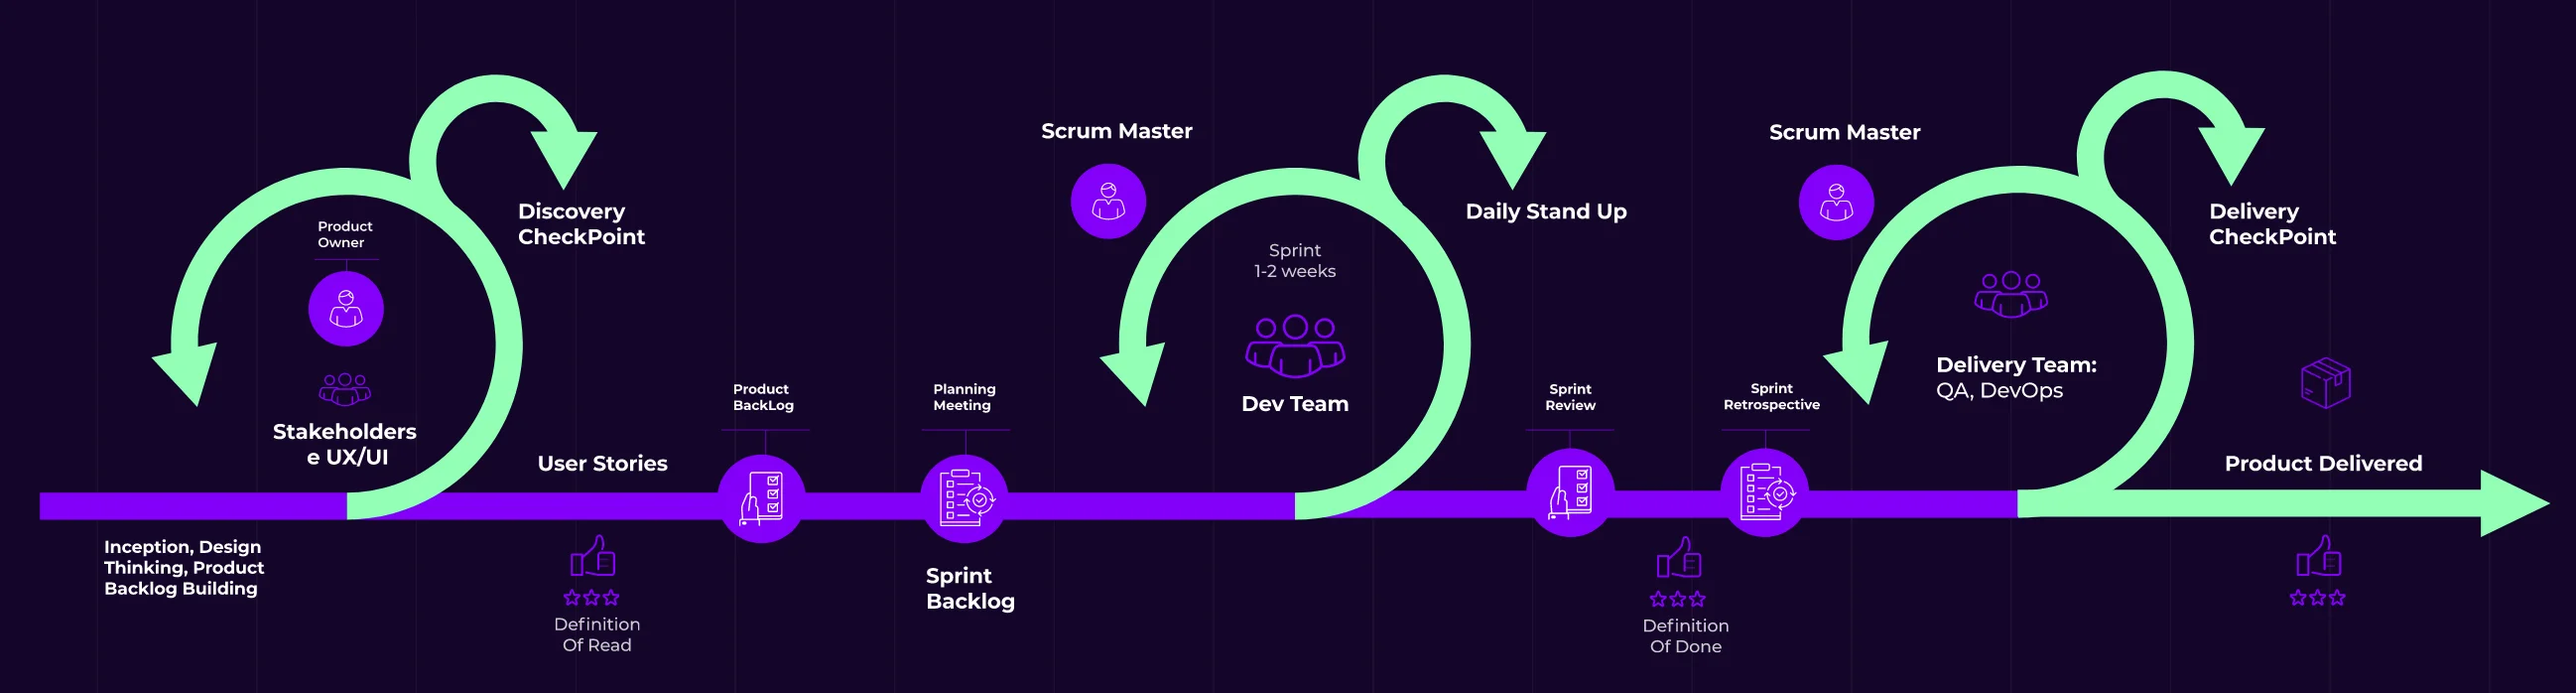 Product
Owner
Stakeholders
e UX/UI
Discovery
CheckPoint
Inception, Design
Thinking, Product
Backlog Building
User Stories
Definition
Of Read
Product
BackLog
Planning
Meeting
Sprint
Backlog
Scrum Master
Sprint
1-2 weeks
Dev Team
Daily Stand Up
Sprint
Review
Definition
Of Done
Sprint
Retrospective
Scrum Master
Delivery Team:
QA, DevOps
Delivery
CheckPoint
Product Delivered